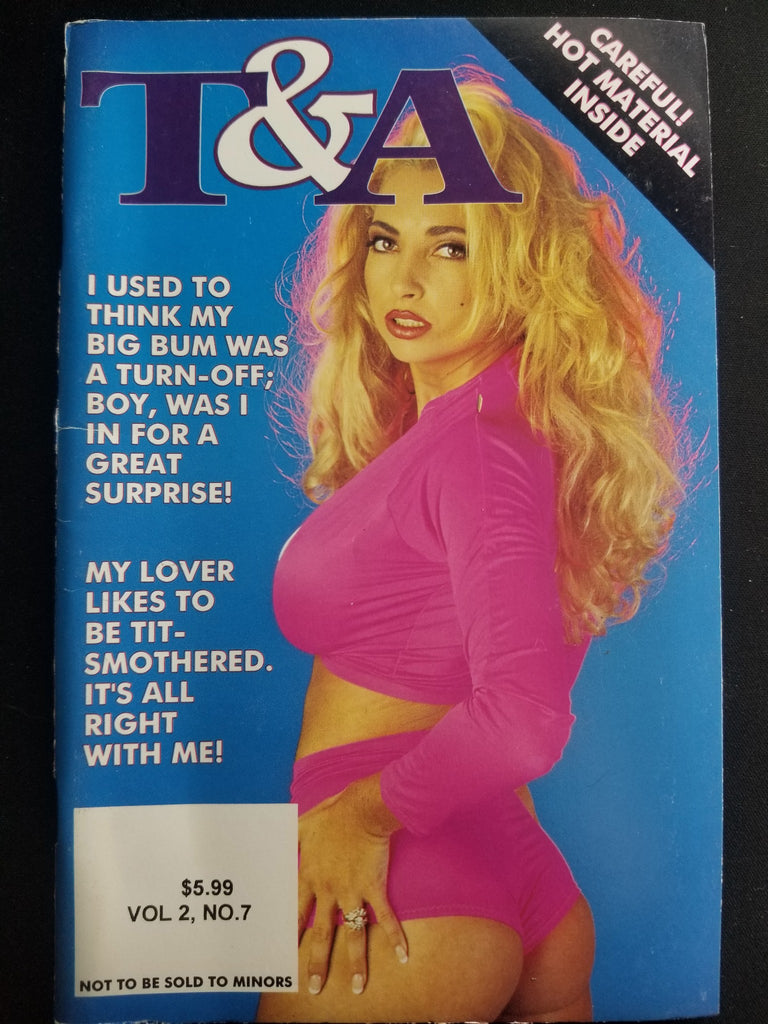 T&A
CAREFUL!
HOT MATERIAL
INSIDE
I USED TO
THINK MY
BIG BUM WAS
A TURN-OFF;
BOY, WAS I
IN FOR A
GREAT
SURPRISE!
MY LOVER
LIKES TO
BE TIT-
SMOTHERED.
IT'S ALL
RIGHT
WITH ME!
$5.99
VOL 2, NO.7
NOT TO BE SOLD TO MINORS